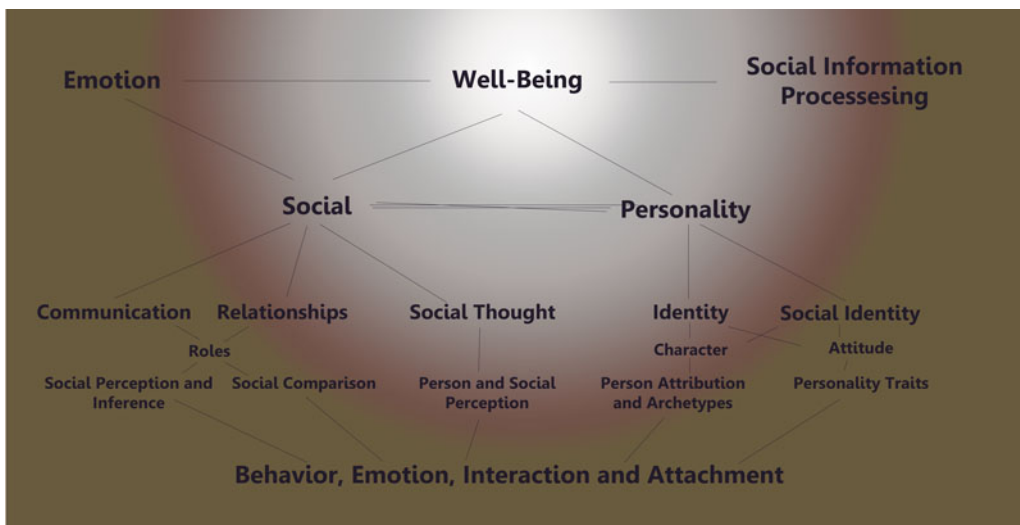 Emotion
Well-Being
Social Information
Processesing
Social
Personality
Communication
Relationships
Social Thought
Identity
Social Identity
Roles
Character
Attitude
Social Perception and
Inference
Social Comparison
Person and Social
Perception
Person Attribution
and Archetypes
Personality Traits
Behavior, Emotion, Interaction and Attachment